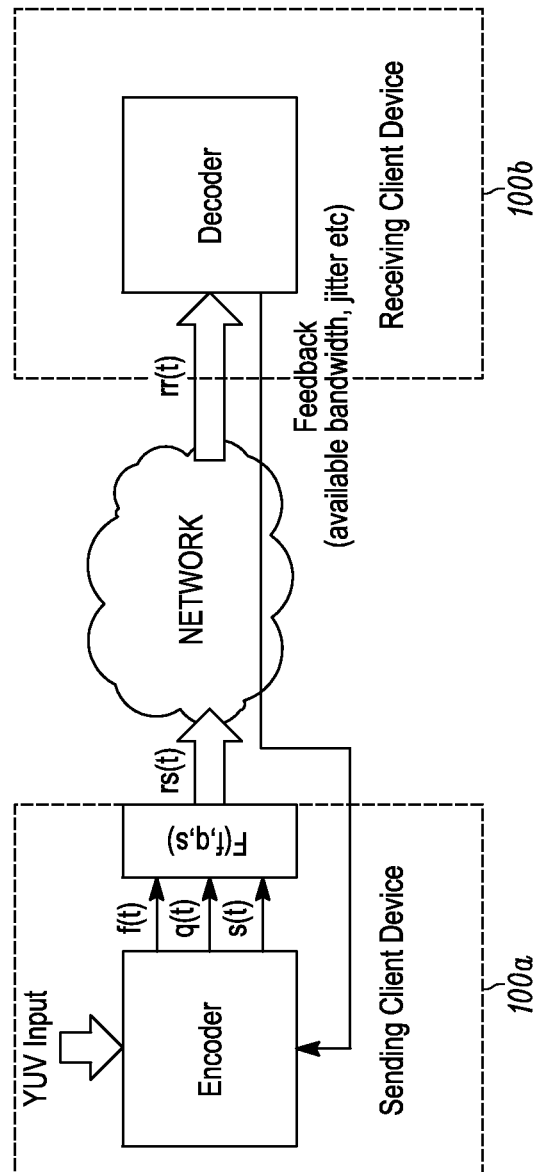 YUV Input
Encoder
f(t)
q(t)
s(t)
F(f,q,s)
rs(t)
NETWORK
rr(t)
Decoder
Feedback
(available bandwidth, jitter etc)
Sending Client Device
Receiving Client Device
100a
100b